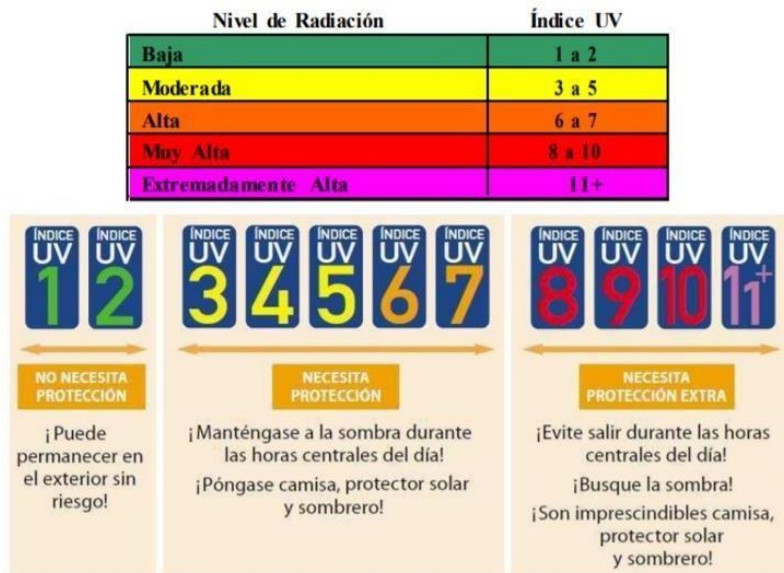 Nivel de Radiación Índice UV
Baja 1 a 2
Moderada 3 a 5
Alta 6 a 7
Muy Alta 8 a 10
Extremadamente Alta 11+
ÍNDICE UV 1
ÍNDICE UV 2
ÍNDICE UV 3
ÍNDICE UV 4
ÍNDICE UV 5
ÍNDICE UV 6
ÍNDICE UV 7
ÍNDICE UV 8
ÍNDICE UV 9
ÍNDICE UV 10
ÍNDICE UV 11+
NO NECESITA
PROTECCIÓN
¡Puede
permanecer en
el exterior sin
riesgo!
NECESITA
PROTECCIÓN
¡Manténgase a la sombra durante
las horas centrales del día!
¡Póngase camisa, protector solar
y sombrero!
NECESITA
PROTECCIÓN EXTRA
¡Evite salir durante las horas
centrales del día!
¡Busque la sombra!
¡Son imprescindibles camisa,
protector solar
y sombrero!